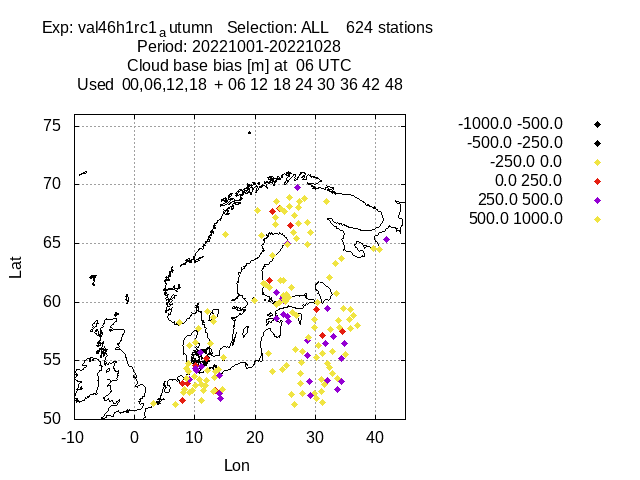 Exp: val46h1rc1autumn Selection: ALL 624 stations
Period: 20221001-20221028
Cloud base bias [m] at 06 UTC
Used 00,06,12,18 + 06 12 18 24 30 36 42 48
-1000.0 -500.0
-500.0 -250.0
-250.0 0.0
0.0 250.0
250.0 500.0
500.0 1000.0
75
70
65
60
55
50
Lat
-10 0 10 20 30 40
Lon